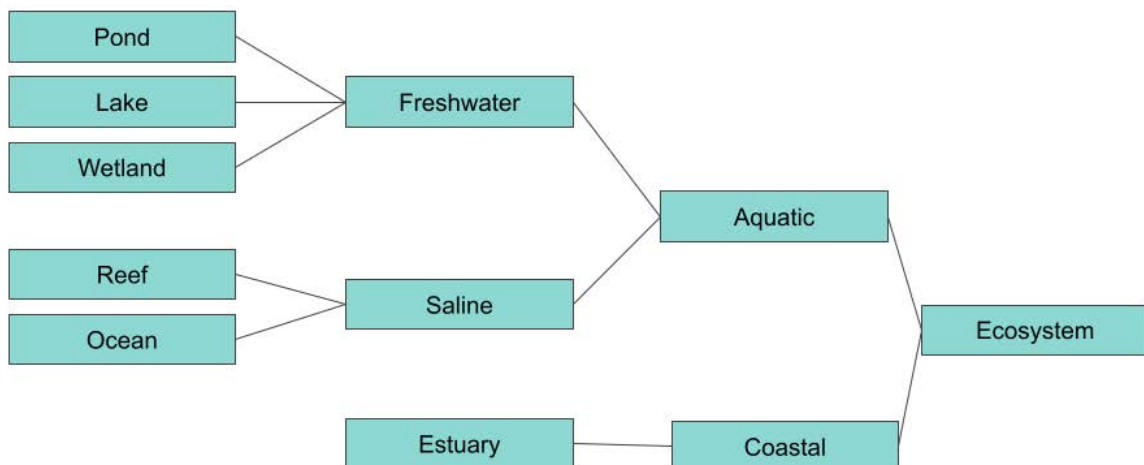 Pond
Lake
Wetland
Freshwater
Reef
Ocean
Saline
Aquatic
Estuary
Coastal
Ecosystem